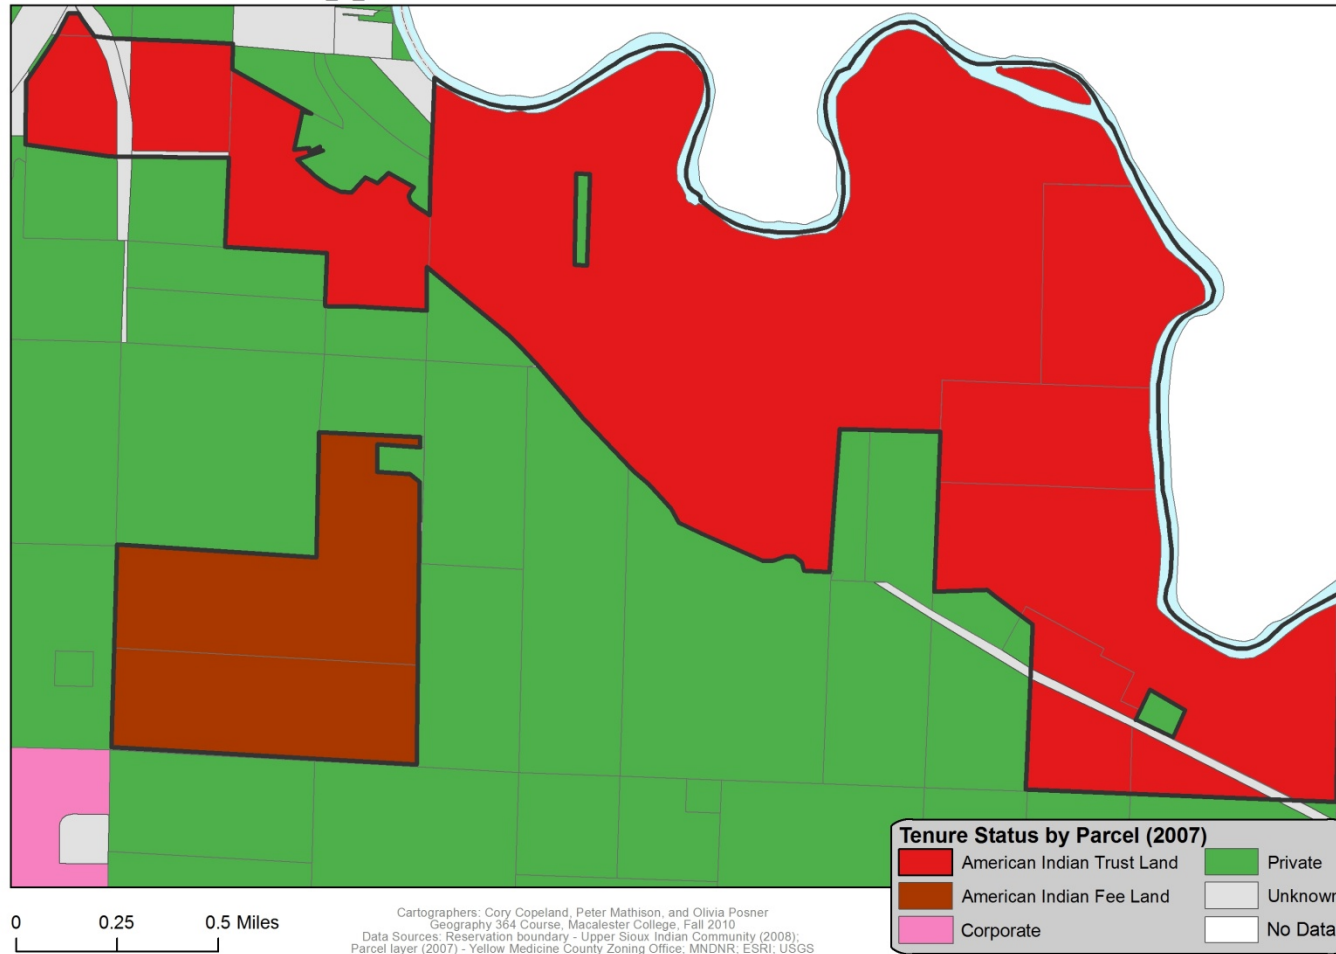 Tenure Status by Parcel (2007)
American Indian Trust Land
Private
American Indian Fee Land
Unknown
Corporate
No Data
0 0.25 0.5 Miles
Cartographers: Cory Copeland, Peter Mathison, and Olivia Posner
Geography 364 Course, Macalester College, Fall 2010
Data Sources: Reservation boundary - Upper Sioux Indian Community (2008);
Parcel layer (2007) - Yellow Medicine County Zoning Office; MNDNR; ESRI; USGS